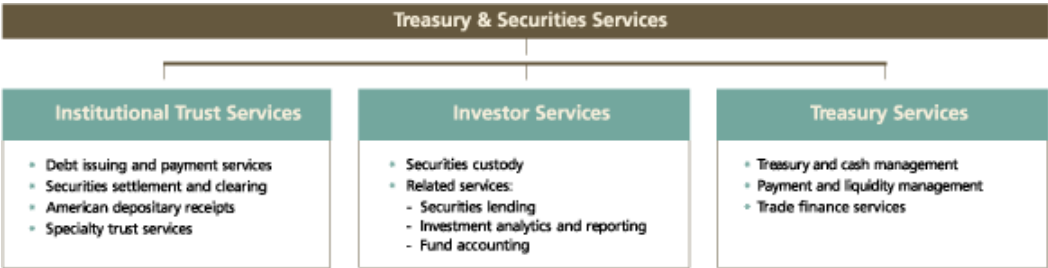 Treasury & Securities Services
Institutional Trust Services
• Debt issuing and payment services
• Securities settlement and clearing
• American depositary receipts
• Specialty trust services
Investor Services
• Securities custody
• Related services:
- Securities lending
- Investment analytics and reporting
- Fund accounting
Treasury Services
• Treasury and cash management
• Payment and liquidity management
• Trade finance services